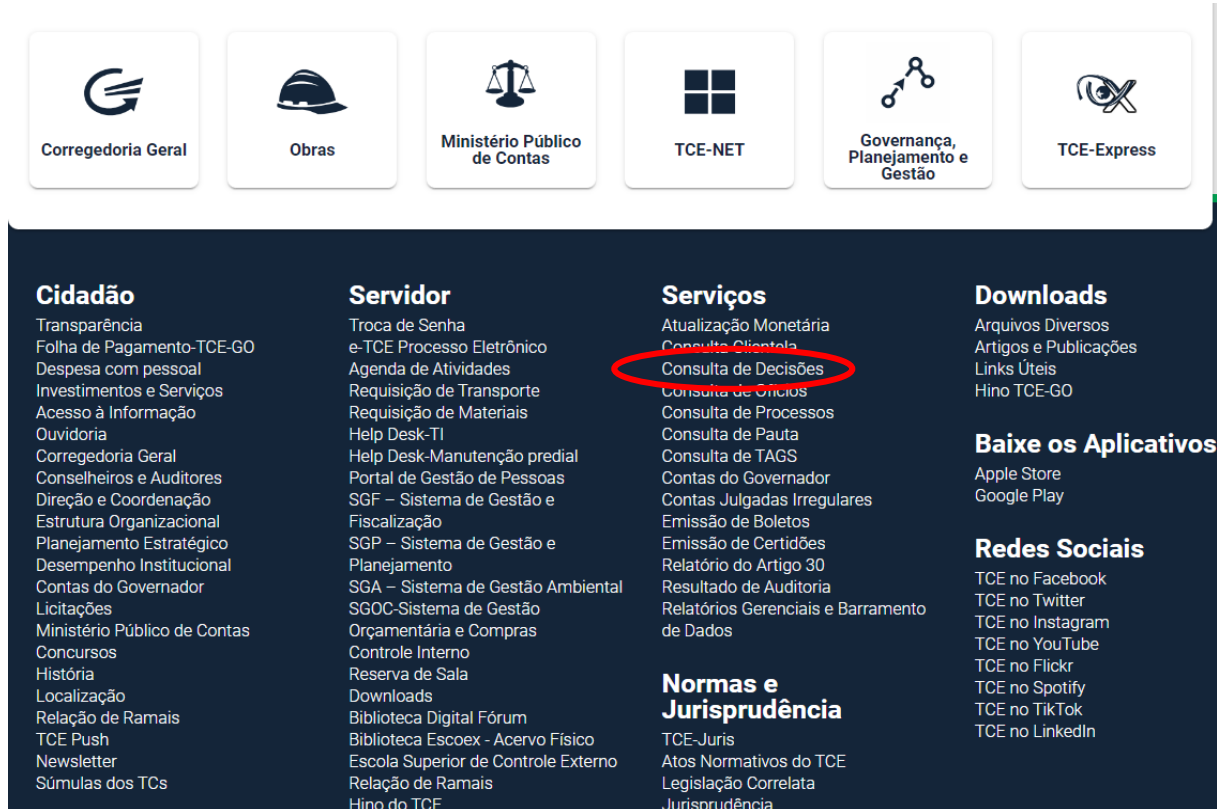 Corregedoria Geral
Obras
Ministério Público
de Contas
TCE-NET
Governança,
Planejamento e
Gestão
TCE-Express
Cidadão
Transparência
Folha de Pagamento-TCE-GO
Despesa com pessoal
Investimentos e Serviços
Acesso à Informação
Ouvidoria
Corregedoria Geral
Conselheiros e Auditores
Direção e Coordenação
Estrutura Organizacional
Planejamento Estratégico
Desempenho Institucional
Contas do Governador
Licitações
Ministério Público de Contas
Concursos
História
Localização
Relação de Ramais
TCE Push
Newsletter
Súmulas dos TCs
Servidor
Troca de Senha
e-TCE Processo Eletrônico
Agenda de Atividades
Requisição de Transporte
Requisição de Materiais
Help Desk-TI
Help Desk-Manutenção predial
Portal de Gestão de Pessoas
SGF – Sistema de Gestão e
Fiscalização
SGP – Sistema de Gestão e
Planejamento
SGA – Sistema de Gestão Ambiental
SGOC-Sistema de Gestão
Orçamentária e Compras
Controle Interno
Reserva de Sala
Downloads
Biblioteca Digital Fórum
Biblioteca Escoex - Acervo Físico
Escola Superior de Controle Externo
Relação de Ramais
Hino do TCE
Serviços
Atualização Monetária
Consulta Clientela
Consulta de Decisões
Consulta de Ofícios
Consulta de Processos
Consulta de Pauta
Consulta de TAGS
Contas do Governador
Contas Julgadas Irregulares
Emissão de Boletos
Emissão de Certidões
Relatório do Artigo 30
Resultado de Auditoria
Relatórios Gerenciais e Barramento
de Dados
Normas e
Jurisprudência
TCE-Juris
Atos Normativos do TCE
Legislação Correlata
Jurisprudência
Downloads
Arquivos Diversos
Artigos e Publicações
Links Úteis
Hino TCE-GO
Baixe os Aplicativos
Apple Store
Google Play
Redes Sociais
TCE no Facebook
TCE no Twitter
TCE no Instagram
TCE no YouTube
TCE no Flickr
TCE no Spotify
TCE no TikTok
TCE no LinkedIn